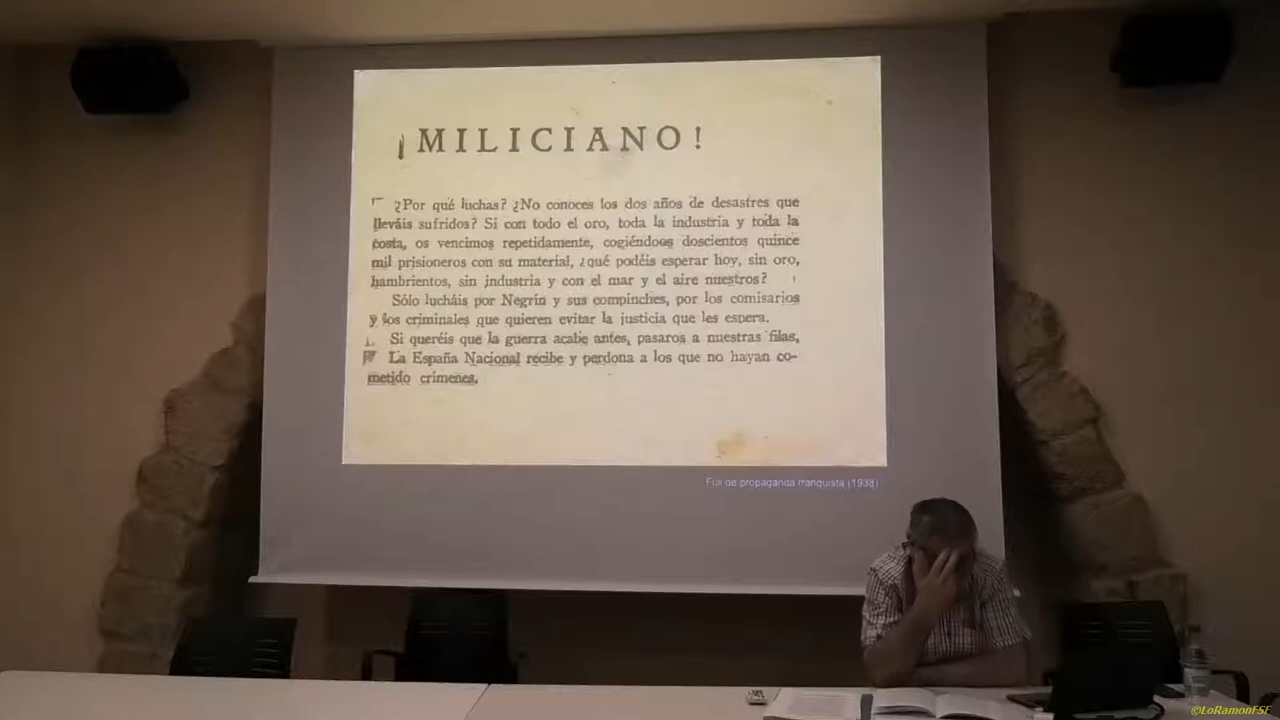 ¡MILICIANO!
¿Por qué luchas? ¿No conoces los dos años de desastres que
lleváis sufridos? Si con todo el oro, toda la industria y toda la
costa, os vencimos repetidamente, cogiéndoos doscientos quince
mil prisioneros con su material, ¿qué podéis esperar hoy, sin oro,
hambrientos, sin industria y con el mar y el aire nuestros?
Sólo lucháis por Negrín y sus compinches, por los comisarios
y los criminales que quieren evitar la justicia que les espera.
Si queréis que la guerra acabe antes, pasaros a nuestras filas,
La España Nacional recibe y perdona a los que no hayan co-
metido crímenes.
Full de propaganda franquista (1938)
©LoRamonFSF